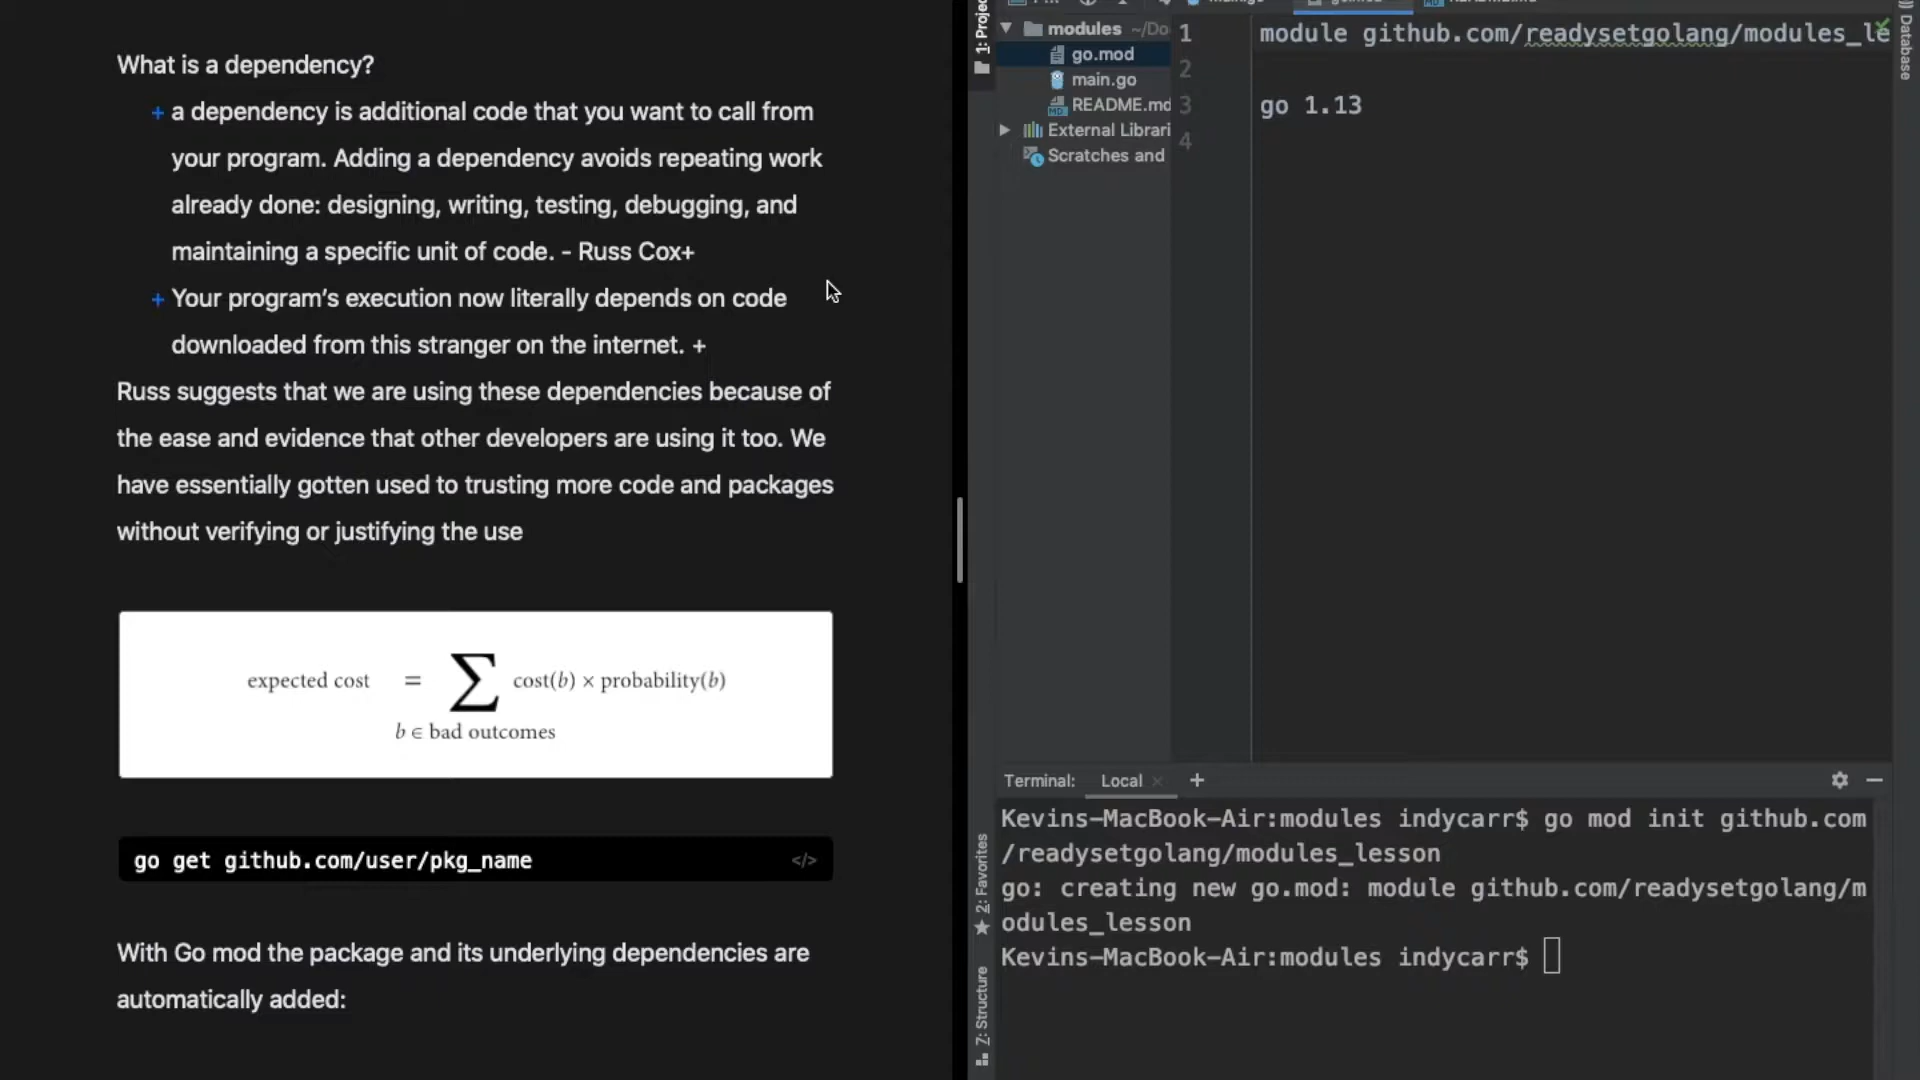 What is a dependency?
+ a dependency is additional code that you want to call from
your program. Adding a dependency avoids repeating work
already done: designing, writing, testing, debugging, and
maintaining a specific unit of code. - Russ Cox+
+ Your program’s execution now literally depends on code
downloaded from this stranger on the internet. +
Russ suggests that we are using these dependencies because of
the ease and evidence that other developers are using it too. We
have essentially gotten used to trusting more code and packages
without verifying or justifying the use
expected cost = ∑ cost(b) × probability(b)
b ∈ bad outcomes
go get github.com/user/pkg_name </>
With Go mod the package and its underlying dependencies are
automatically added:
1: Projec
modules ~/Do
go.mod
main.go
README.md
External Librari
Scratches and
1 module github.com/readysetgolang/modules_le
2
3 go 1.13
4
Database
Terminal: Local × +
Kevins-MacBook-Air:modules indycarr$ go mod init github.com
/readysetgolang/modules_lesson
go: creating new go.mod: module github.com/readysetgolang/m
odules_lesson
Kevins-MacBook-Air:modules indycarr$
2: Favorites
Z: Structure